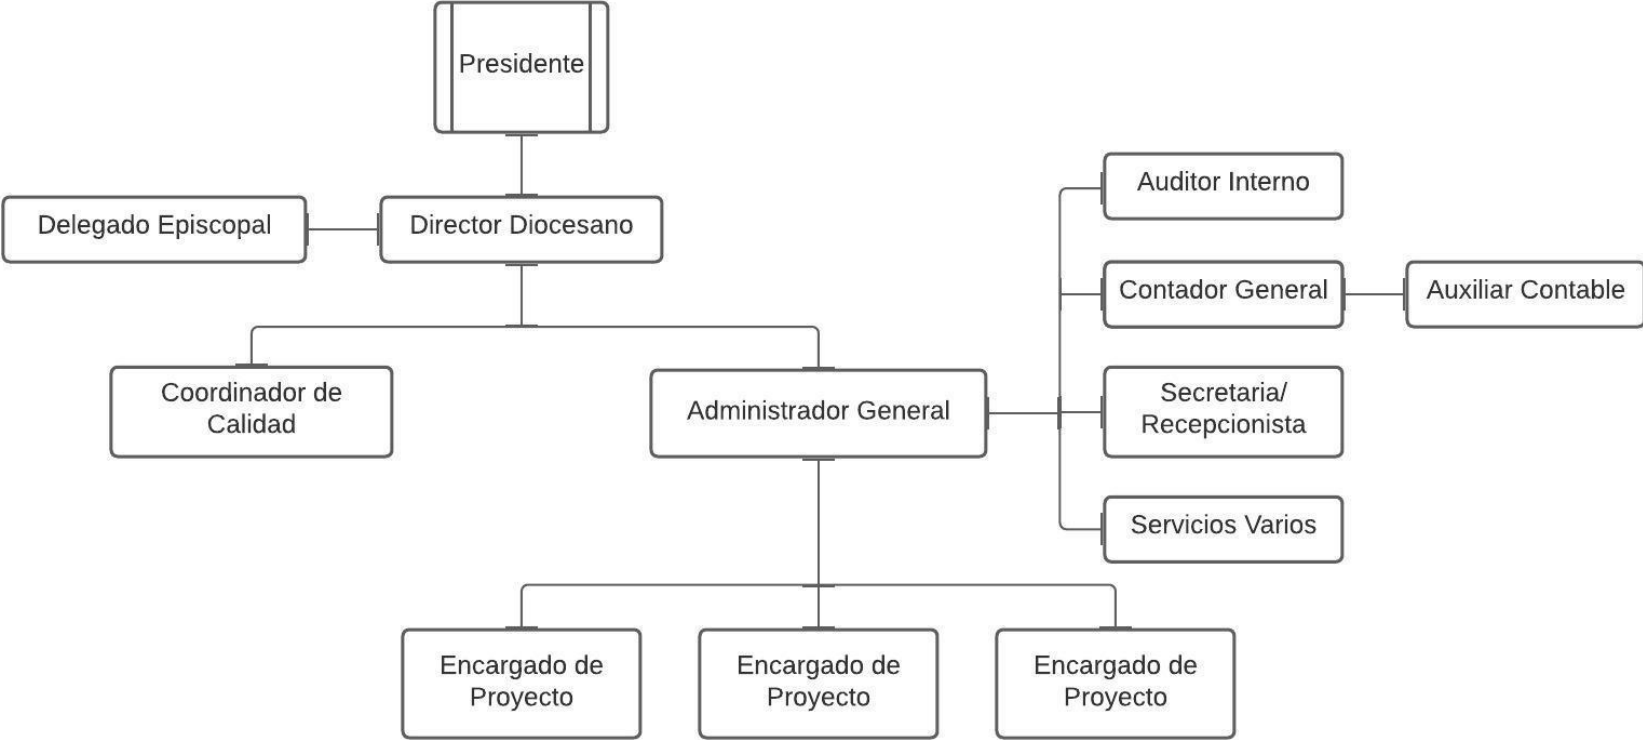 Presidente
Delegado Episcopal
Director Diocesano
Auditor Interno
Contador General
Auxiliar Contable
Coordinador de
Calidad
Administrador General
Secretaria/
Recepcionista
Servicios Varios
Encargado de
Proyecto
Encargado de
Proyecto
Encargado de
Proyecto